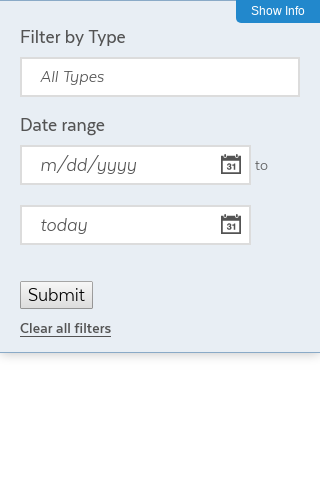 Show Info
Filter by Type
All Types
Date range
m/dd/yyyy 31 to
today 31
Submit
Clear all filters